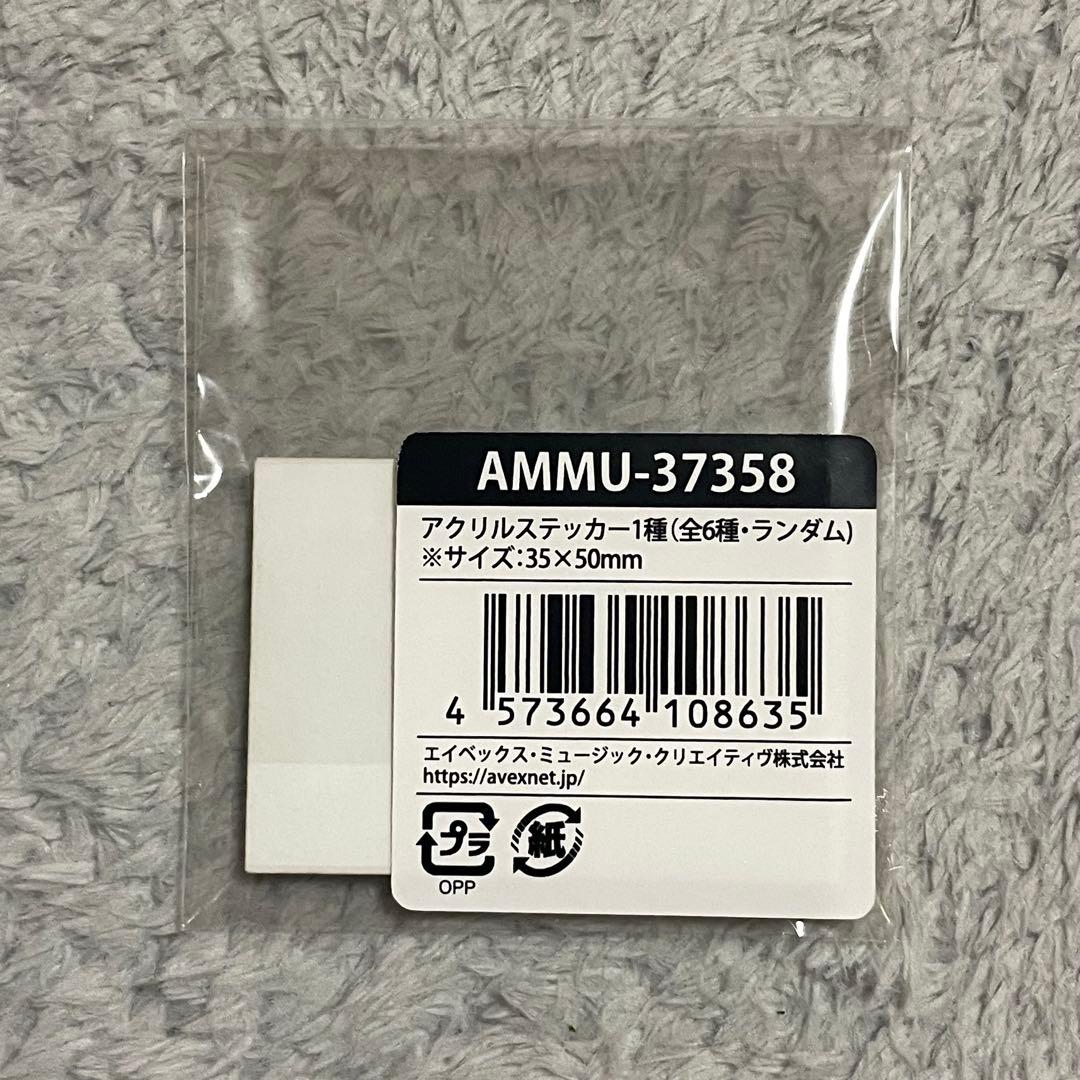 AMMU-37358
アクリルステッカー1種(全6種・ランダム)
※サイズ:35×50mm
4 573664 108635
エイベックス・ミュージック・クリエイティヴ株式会社
https://avexnet.jp/
プラ 紙
OPP